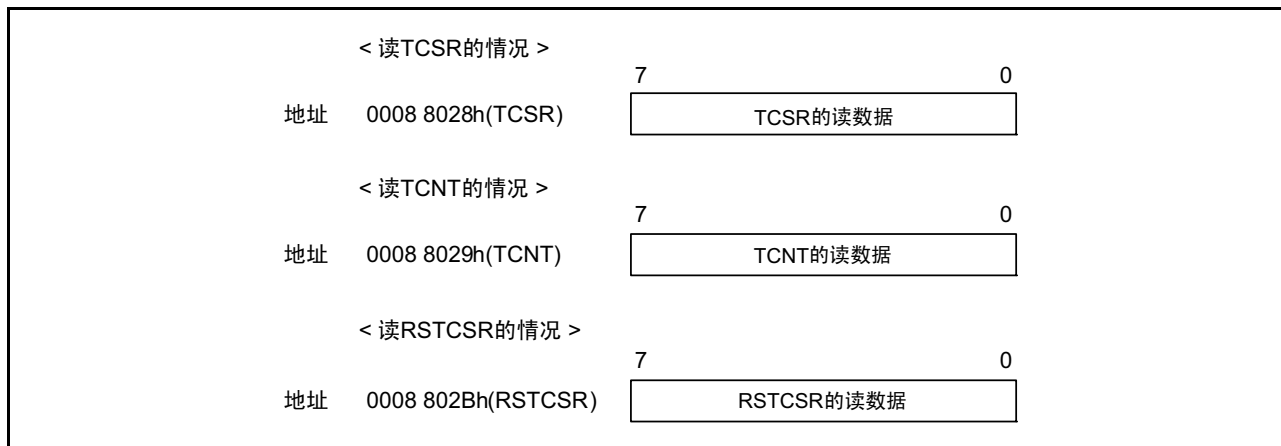 < 读TCSR的情况 >
7 0
地址 0008 8028h(TCSR) TCSR的读数据
< 读TCNT的情况 >
7 0
地址 0008 8029h(TCNT) TCNT的读数据
< 读RSTCSR的情况 >
7 0
地址 0008 802Bh(RSTCSR) RSTCSR的读数据